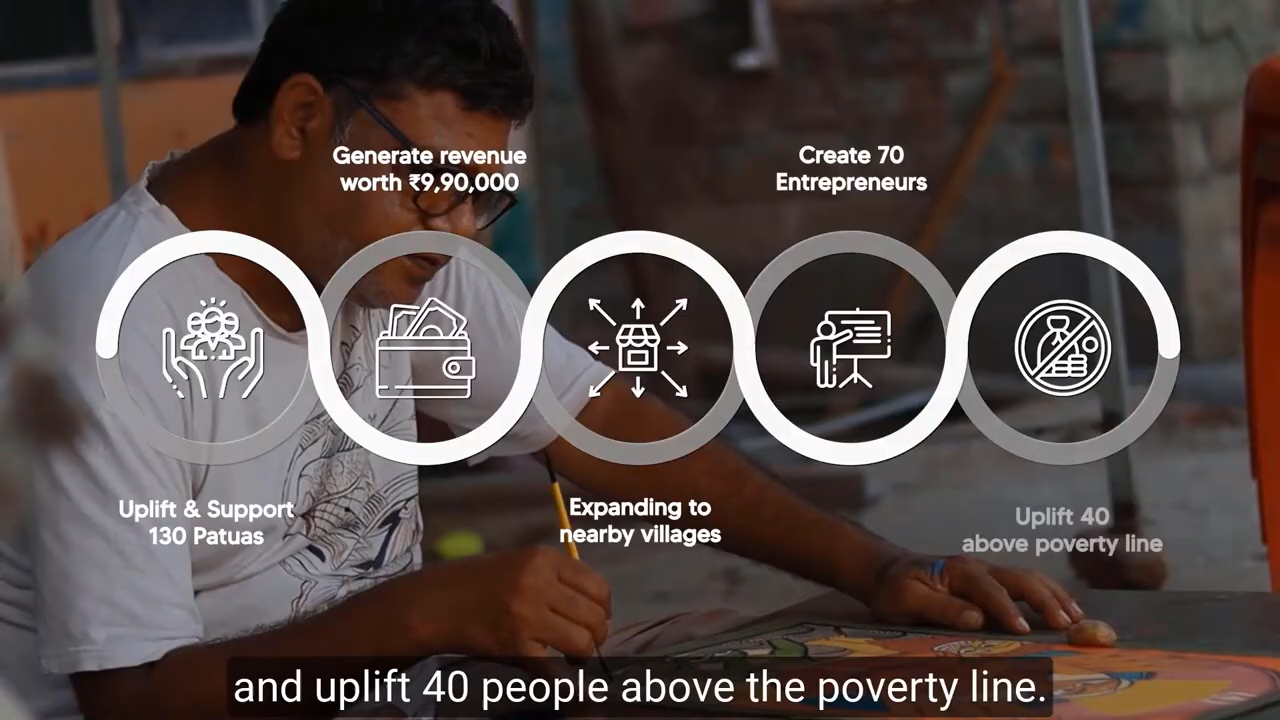 Generate revenue
worth ₹9,90,000
Create 70
Entrepreneurs
Uplift & Support
130 Patuas
Expanding to
nearby villages
Uplift 40
above poverty line
and uplift 40 people above the poverty line.